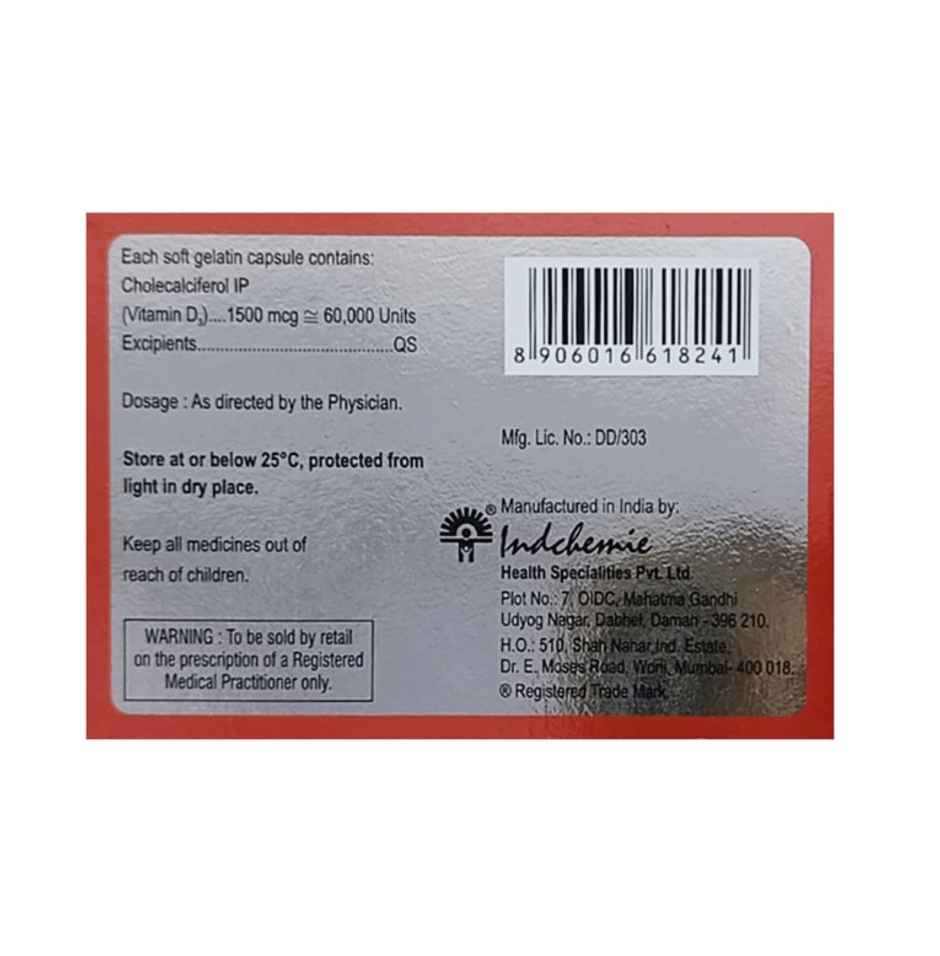 Each soft gelatin capsule contains:
Cholecalciferol IP
(Vitamin D₃)....1500 mcg ≅ 60,000 Units
Excipients.......................................QS
Dosage : As directed by the Physician.
Store at or below 25°C, protected from
light in dry place.
Keep all medicines out of
reach of children.
WARNING : To be sold by retail
on the prescription of a Registered
Medical Practitioner only.
8 906016 618241
Mfg. Lic. No.: DD/303
® Manufactured in India by:
Indchemie
Health Specialities Pvt. Ltd.
Plot No.: 7, OIDC, Mahatma Gandhi
Udyog Nagar, Dabhel, Daman - 396 210.
H.O.: 510, Shah Nahar Ind. Estate,
Dr. E. Moses Road, Worli, Mumbai- 400 018.
® Registered Trade Mark.